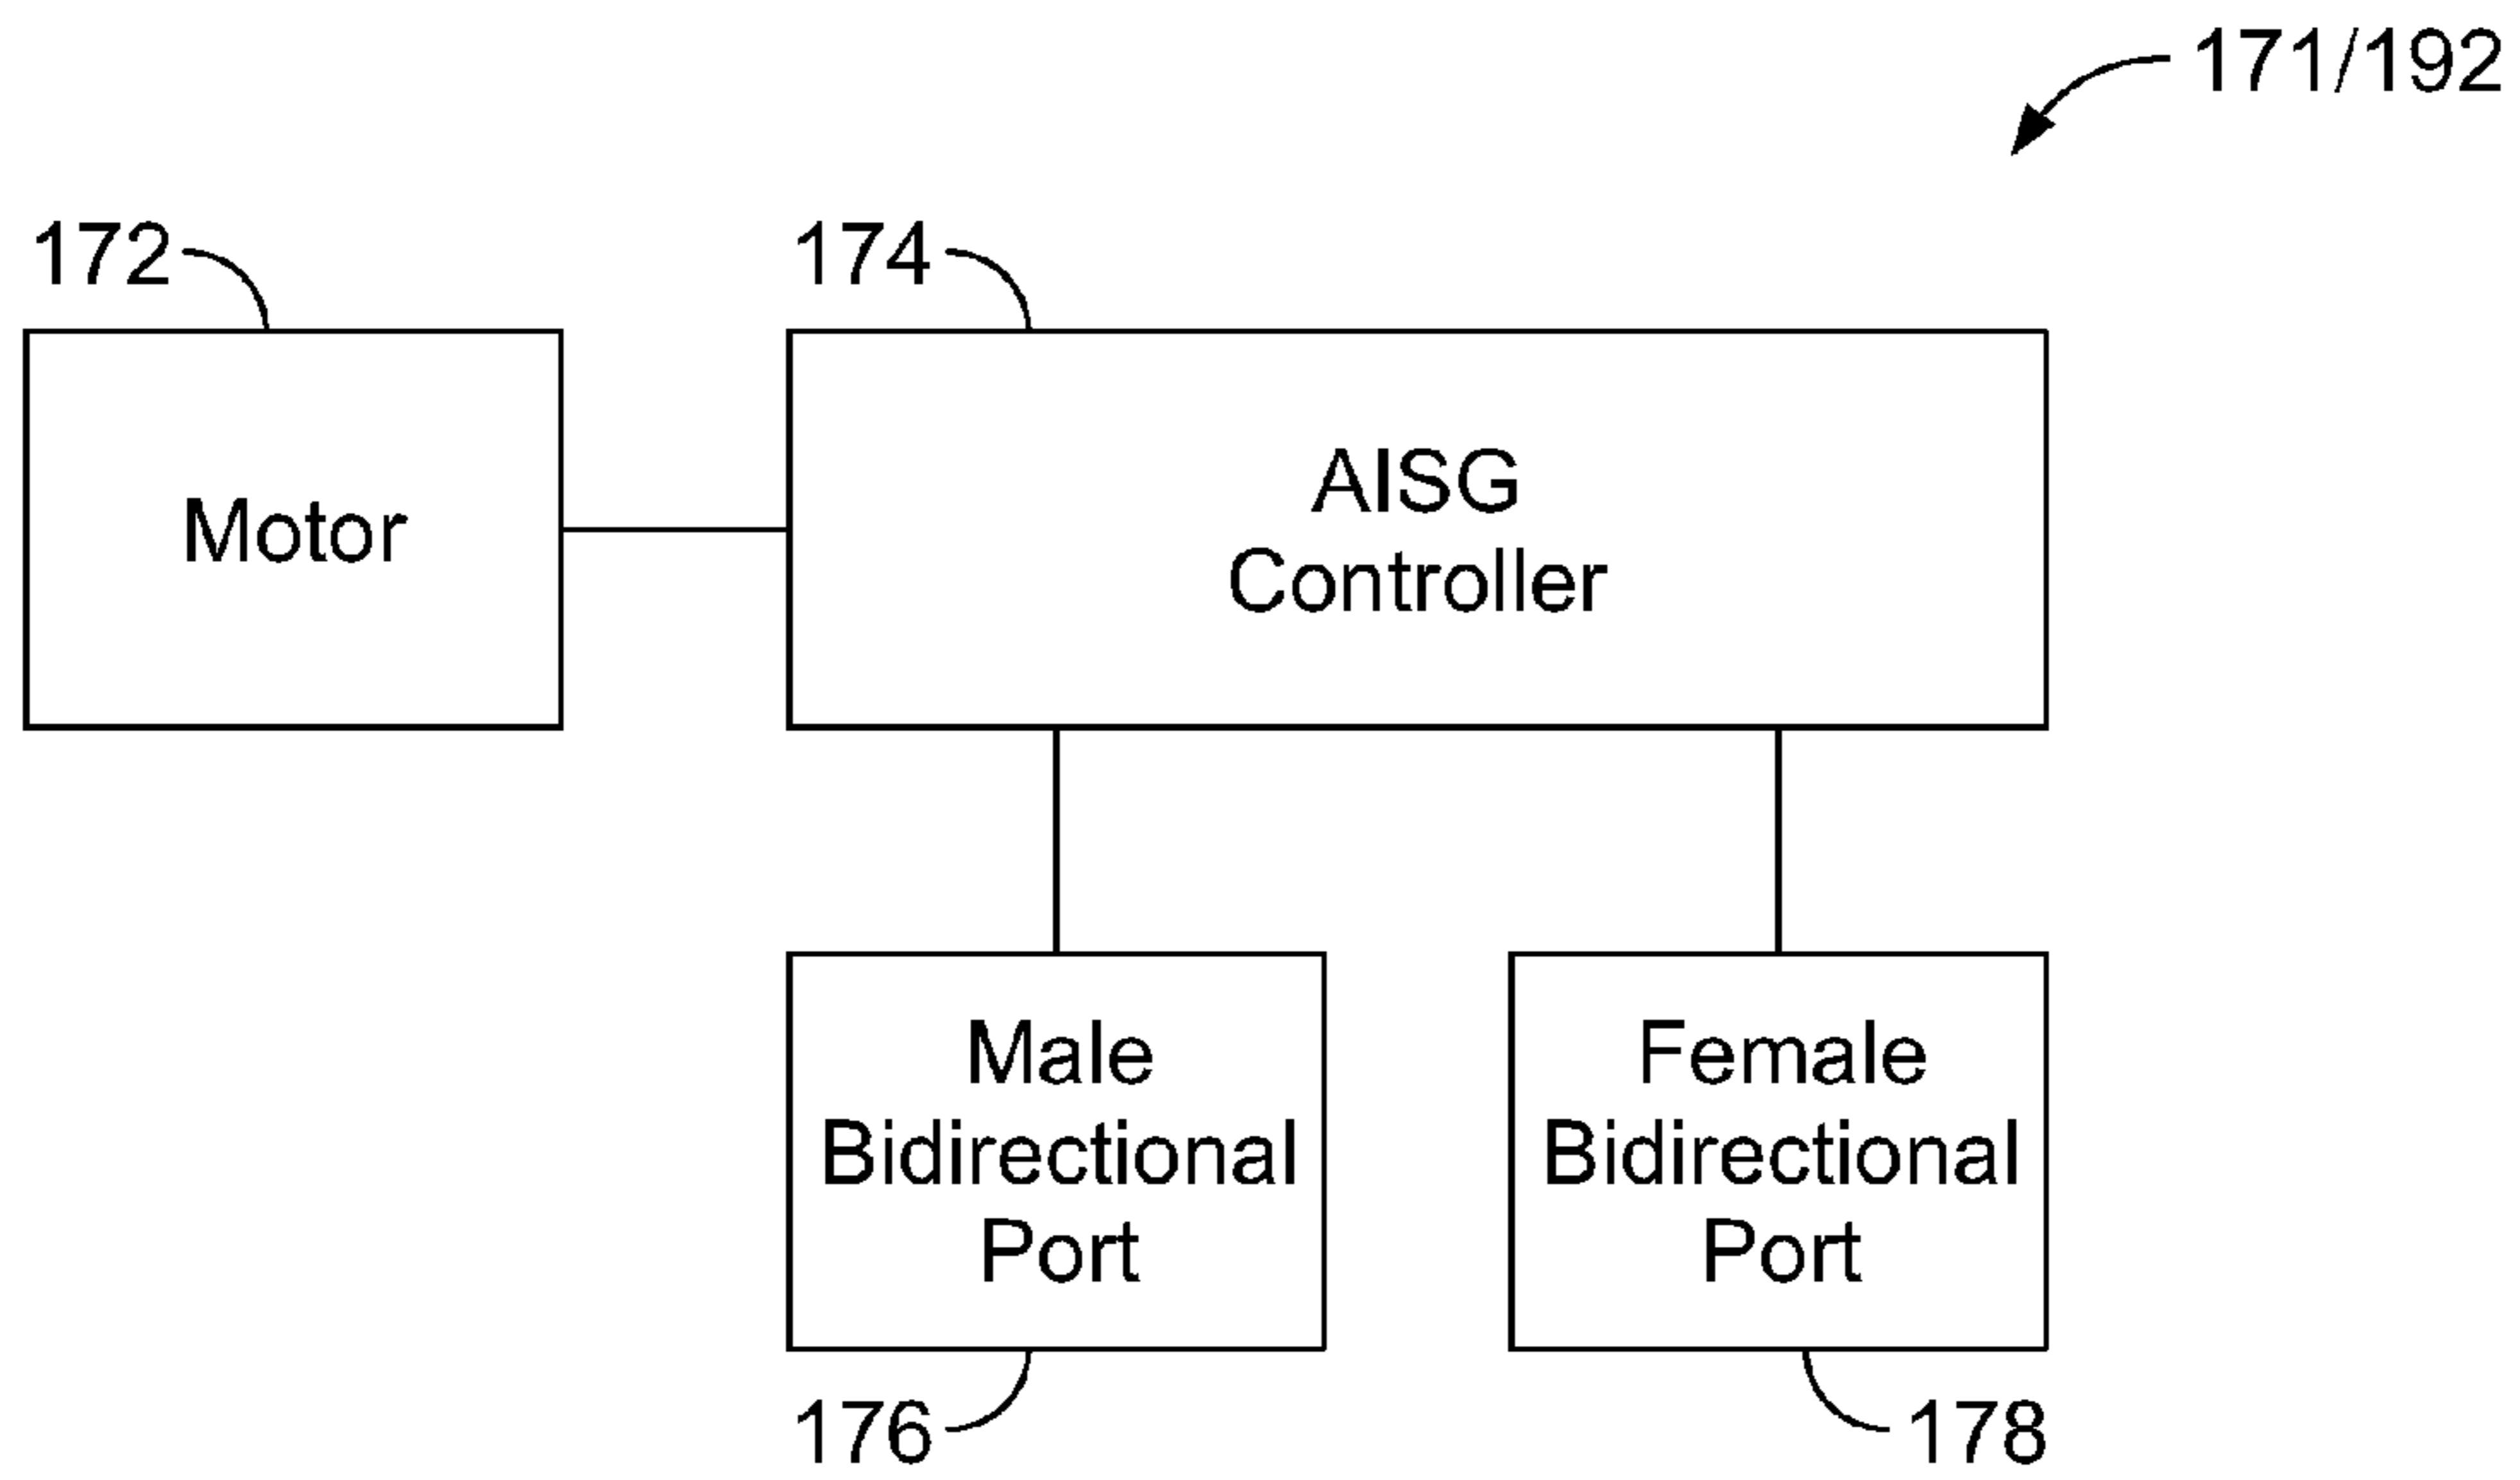 171/192
172
174
Motor
AISG
Controller
Male
Bidirectional
Port
Female
Bidirectional
Port
176
178